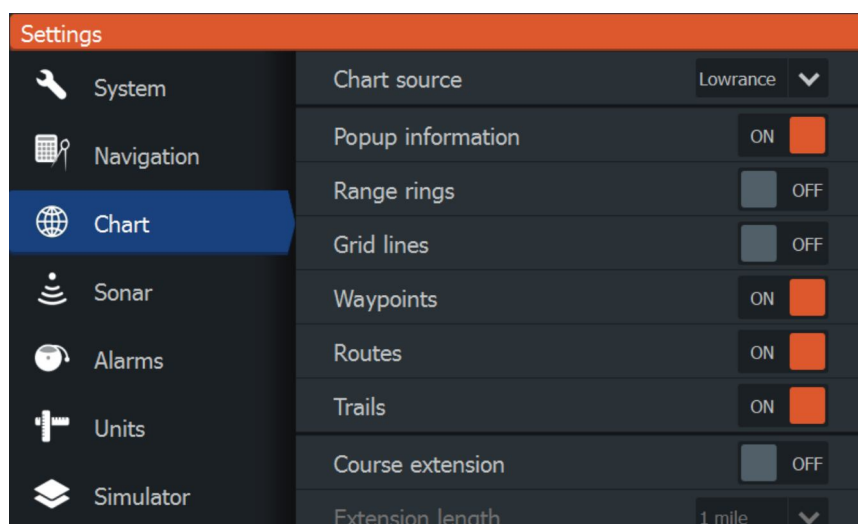 Settings
System
Navigation
Chart
Sonar
Alarms
Units
Simulator
Chart source Lowrance
Popup information ON
Range rings OFF
Grid lines OFF
Waypoints ON
Routes ON
Trails ON
Course extension OFF
Extension length 1 mile